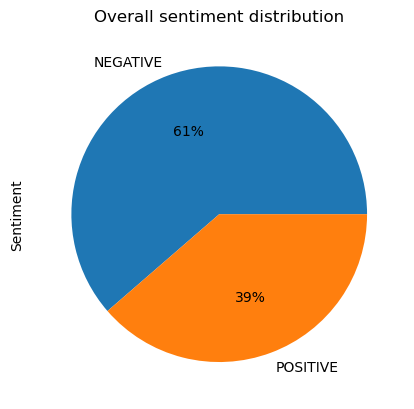 Overall sentiment distribution
NEGATIVE
61%
Sentiment
39%
POSITIVE